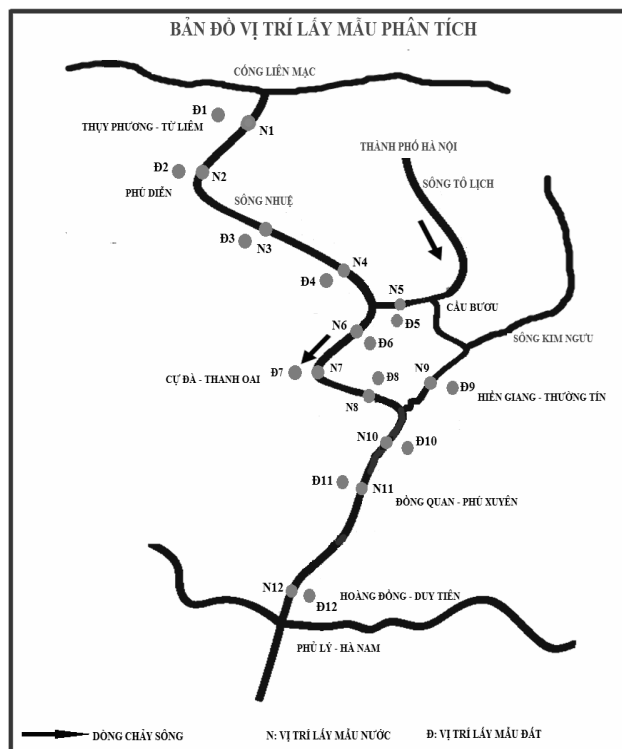 BẢN ĐỒ VỊ TRÍ LẤY MẪU PHÂN TÍCH
CỐNG LIÊN MẠC
Đ1
N1
THỤY PHƯƠNG - TỪ LIÊM
THÀNH PHỐ HÀ NỘI
Đ2
N2
PHÚ DIỄN
SÔNG TÔ LỊCH
SÔNG NHUỆ
Đ3
N3
N4
Đ4
N5
CẦU BƯƠU
Đ5
N6
Đ6
SÔNG KIM NGƯU
Đ7
N7
CỰ ĐÀ - THANH OAI
Đ8
N9
Đ9
N8
HIỀN GIANG - THƯỜNG TÍN
N10
Đ10
Đ11
N11
ĐỒNG QUAN - PHÚ XUYÊN
N12
HOÀNG ĐÔNG - DUY TIÊN
Đ12
PHỦ LÝ - HÀ NAM
DÒNG CHẢY SÔNG
N: VỊ TRÍ LẤY MẪU NƯỚC
Đ: VỊ TRÍ LẤY MẪU ĐẤT